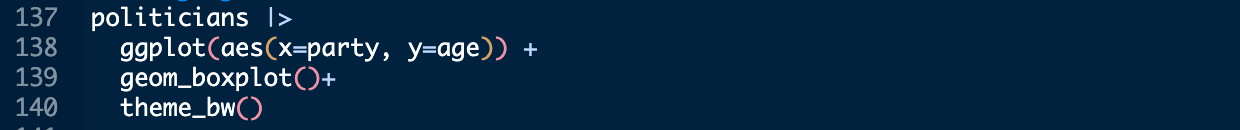 137 politicians |>
138   ggplot(aes(x=party, y=age)) +
139   geom_boxplot()+
140   theme_bw()